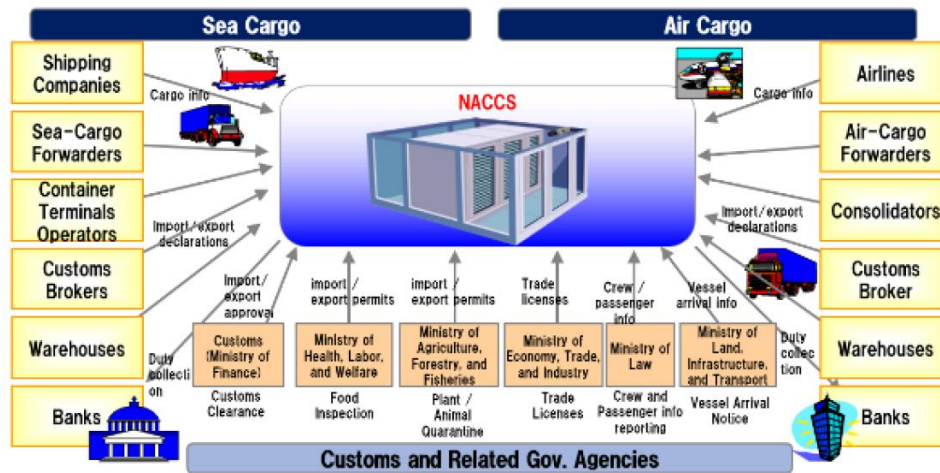 Sea Cargo
Air Cargo
Shipping
Companies
Sea-Cargo
Forwarders
Container
Terminals
Operators
Customs
Brokers
Warehouses
Banks
Cargo info
Import/export
declarations
Duty
collecti
on
NACCS
Cargo info
Import/export
declarations
Duty
collec
tion
Airlines
Air-Cargo
Forwarders
Consolidators
Customs
Broker
Warehouses
Banks
Import/
export
approval
import /
export permits
import /
export permits
Trade
licenses
Crew /
passenger
info
Vessel
arrival info
Customs
(Ministry of
Finance)
Ministry of
Health, Labor,
and Welfare
Ministry of
Agriculture,
Forestry, and
Fisheries
Ministry of
Economy, Trade,
and Industry
Ministry of
Law
Ministry of
Land,
Infrastructure,
and Transport
Customs
Clearance
Food
Inspection
Plant /
Animal
Quarantine
Trade
Licenses
Crew and
Passenger info
reporting
Vessel Arrival
Notice
Customs and Related Gov. Agencies